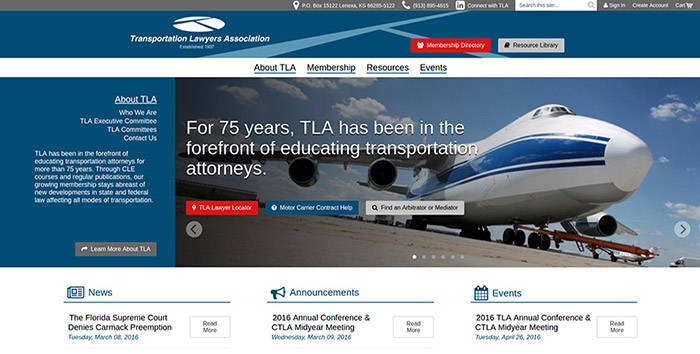 P.O. Box 15122 Lenexa, KS 66285-5122
(913) 895-4615
Connect with TLA
Search this site...
Sign In
Create Account
Cart
Transportation Lawyers Association
Established 1937
Membership Directory
Resource Library
About TLA
Membership
Resources
Events
About TLA
Who We Are
TLA Executive Committee
TLA Committees
Contact Us
TLA has been in the forefront of
educating transportation attorneys for
more than 75 years. Through CLE
courses and regular publications, our
growing membership stays abreast of
new developments in state and federal
law affecting all modes of transportation.
Learn More About TLA
For 75 years, TLA has been in the
forefront of educating transportation
attorneys.
TLA Lawyer Locator
Motor Carrier Contract Help
Find an Arbitrator or Mediator
News
The Florida Supreme Court
Denies Carmack Preemption
Tuesday, March 08, 2016
Read
More
Announcements
2016 Annual Conference &
CTLA Midyear Meeting
Wednesday, March 09, 2016
Read
More
Events
2016 TLA Annual Conference &
CTLA Midyear Meeting
Tuesday, April 26, 2016
Read
More